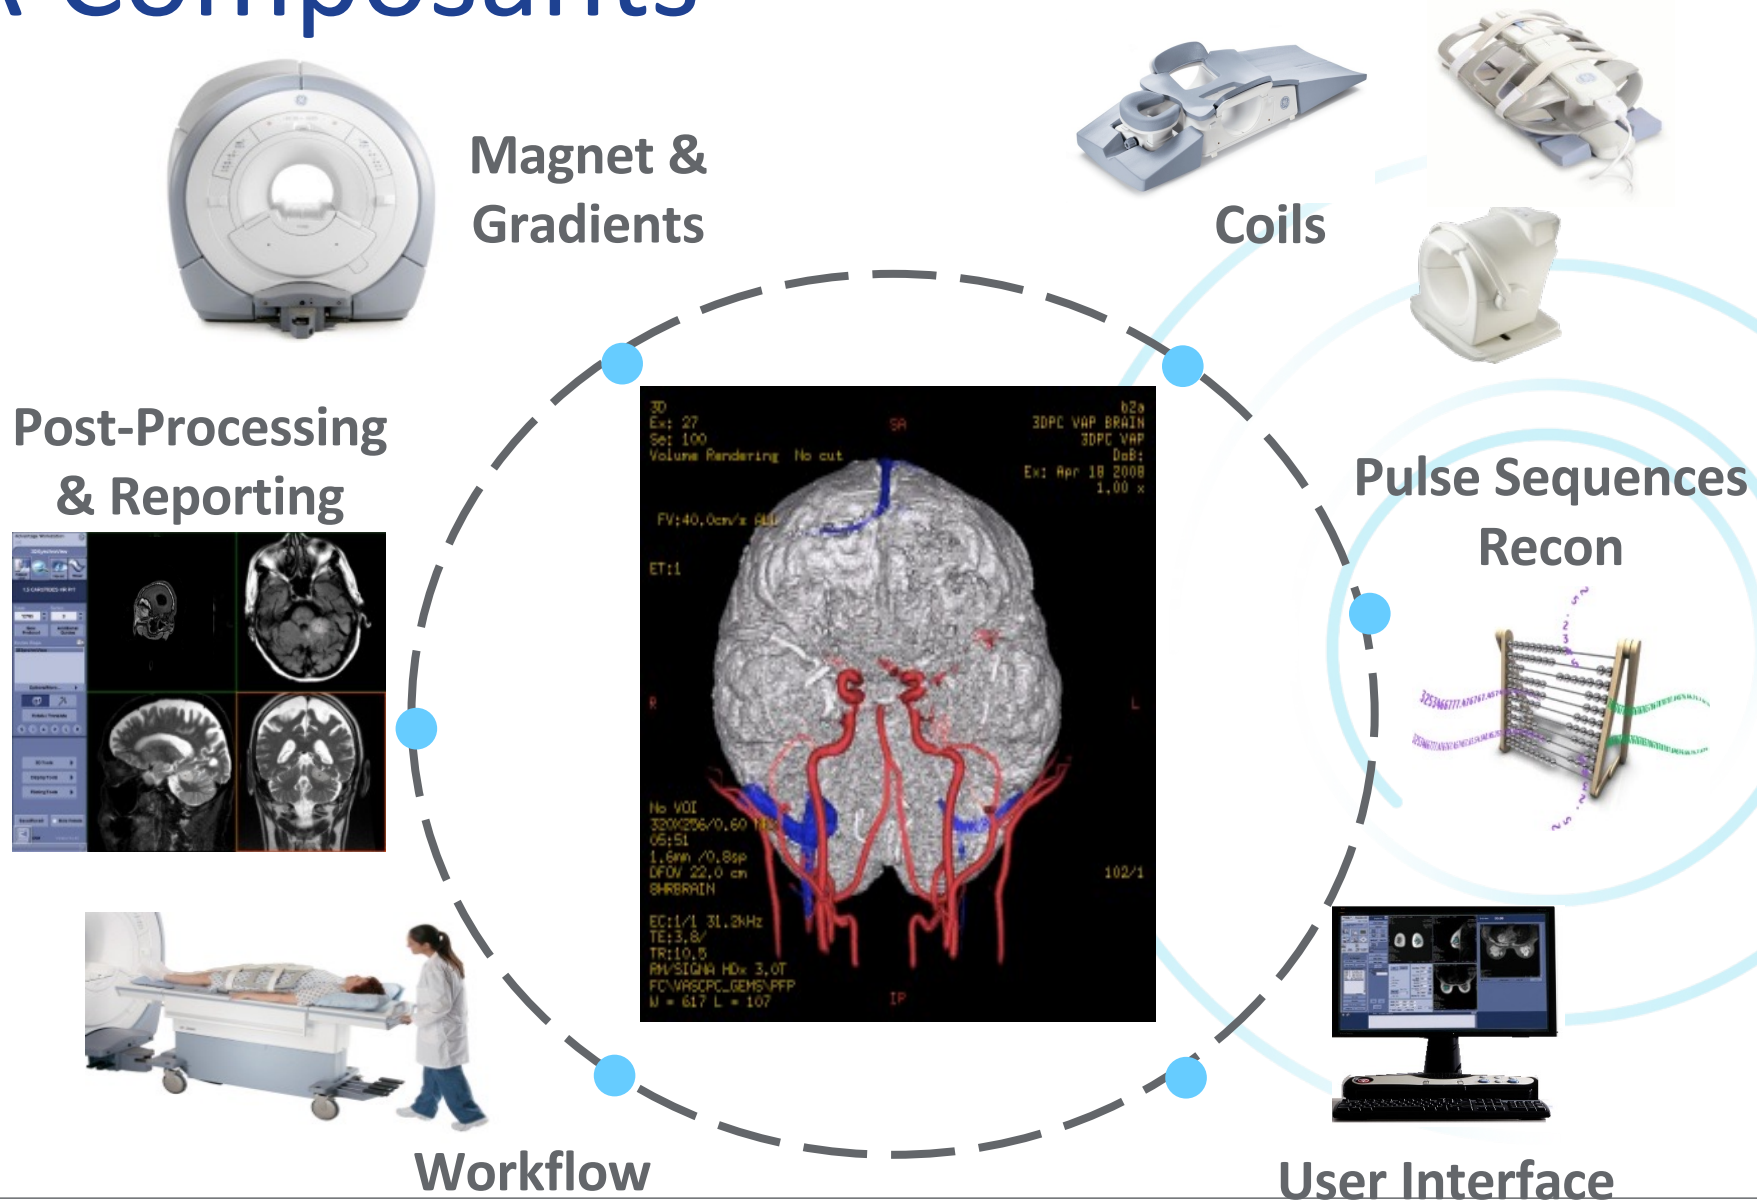 Composants
Magnet &
Gradients
Coils
Post-Processing
& Reporting
Pulse Sequences
Recon
3D
Ex: 27
Se: 100
Volume Rendering No cut
FV:40.0cm/s
ET:1
SA
b2a
3DPC VAP BRAIN
3DPC VAP
DoB:
Ex: Apr 18 2008
1.00 x
R
L
No VOI
320X256/0.60
05:51
1.6mm /0.8sp
DFOV 22.0 cm
8HRBRAIN
102/1
EC:1/1 31.2kHz
TE:3.8/
TR:10.5
RM/SIGNA HDx 3.0T
FC\VASCPC_GEMS\PFP
W = 617 L = 107
IP
Workflow
User Interface